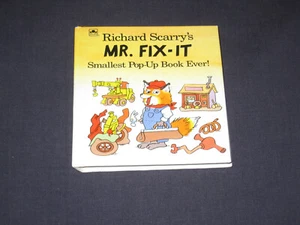 Richard Scarry's
MR. FIX-IT
Smallest Pop-Up Book Ever!